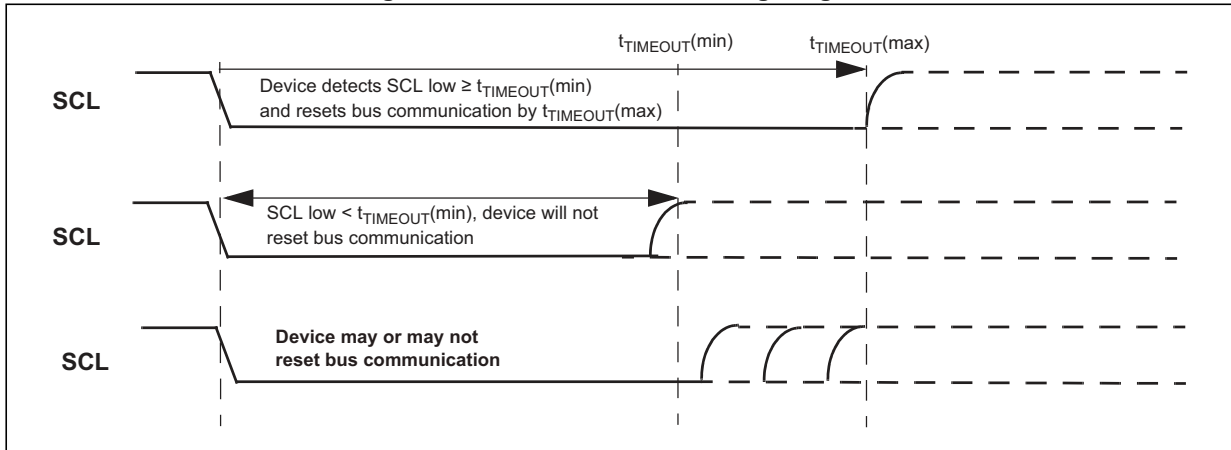 tTIMEOUT(min) tTIMEOUT(max)
SCL
Device detects SCL low ≥ tTIMEOUT(min)
and resets bus communication by tTIMEOUT(max)
SCL
SCL low < tTIMEOUT(min), device will not
reset bus communication
SCL
Device may or may not
reset bus communication